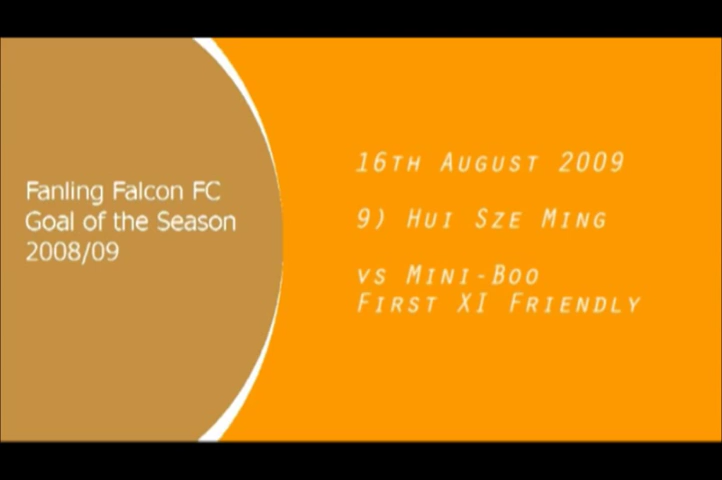 Fanling Falcon FC
Goal of the Season
2008/09
16TH AUGUST 2009
9) HUI SZE MING
VS MINI-BOO
FIRST XI FRIENDLY